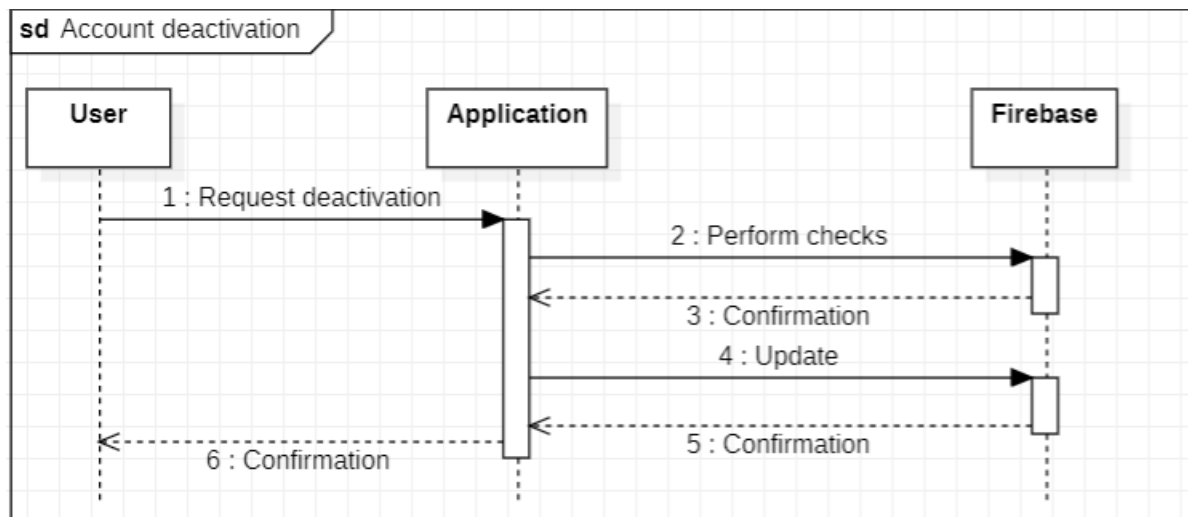 sd Account deactivation
User
Application
Firebase
1 : Request deactivation
2 : Perform checks
3 : Confirmation
4 : Update
5 : Confirmation
6 : Confirmation